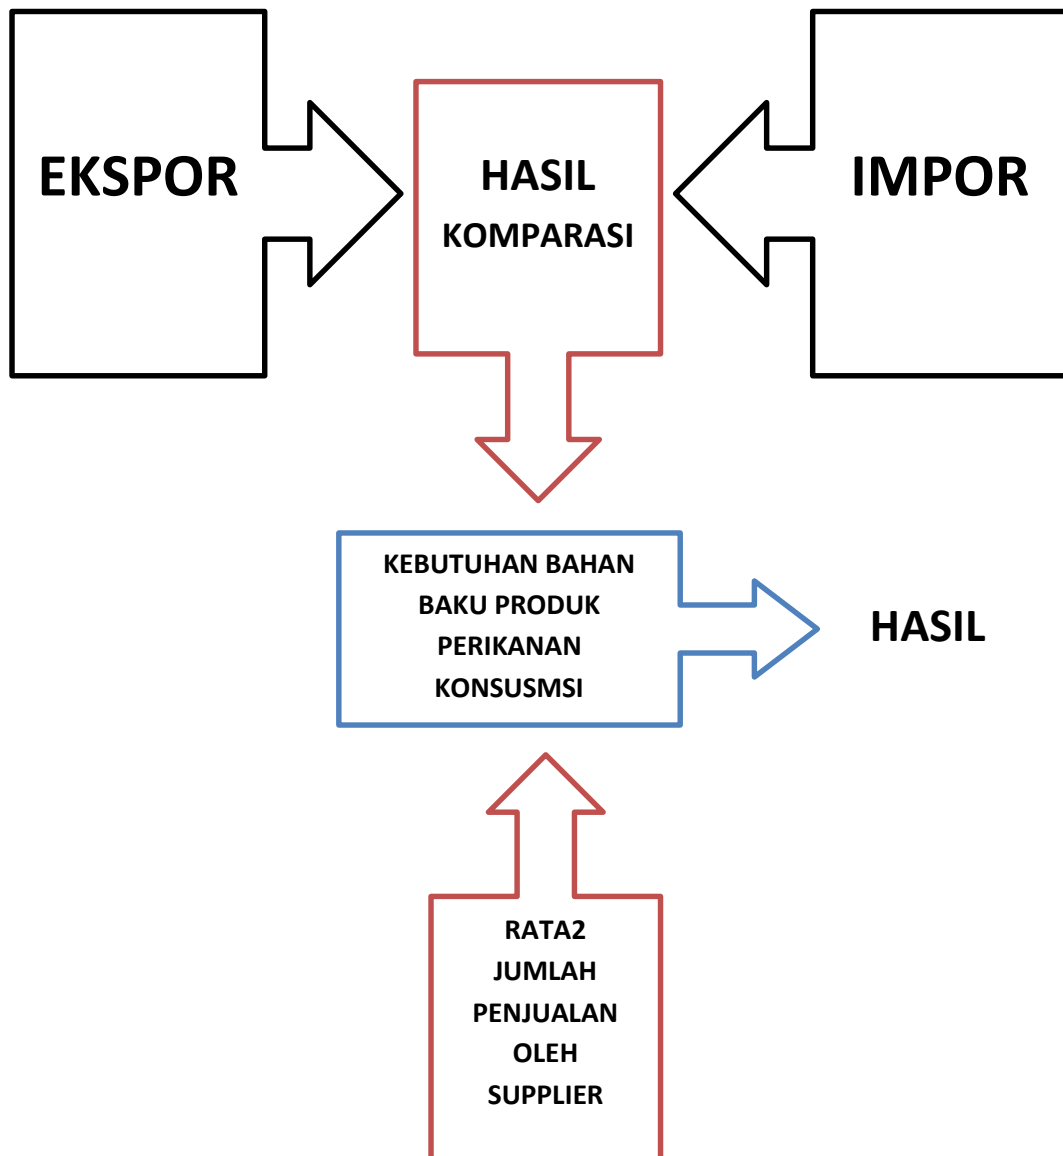 EKSPOR
HASIL
KOMPARASI
IMPOR
KEBUTUHAN BAHAN
BAKU PRODUK
PERIKANAN
KONSUSMSI
HASIL
RATA2
JUMLAH
PENJUALAN
OLEH
SUPPLIER